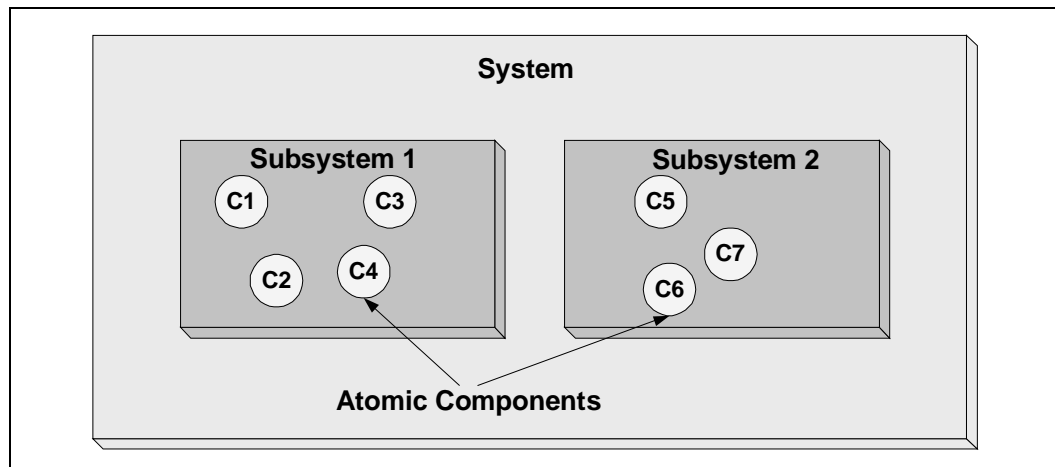 System
Subsystem 1
Subsystem 2
C1
C3
C2
C4
C5
C7
C6
Atomic Components